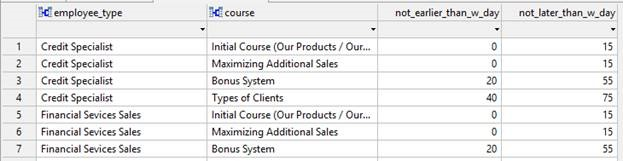 employee_type course not_earlier_than_w_day not_later_than_w_day
1 Credit Specialist Initial Course (Our Products / Our... 0 15
2 Credit Specialist Maximizing Additional Sales 0 15
3 Credit Specialist Bonus System 20 55
4 Credit Specialist Types of Clients 40 75
5 Financial Sevices Sales Initial Course (Our Products / Our... 0 15
6 Financial Sevices Sales Maximizing Additional Sales 0 15
7 Financial Sevices Sales Bonus System 20 55